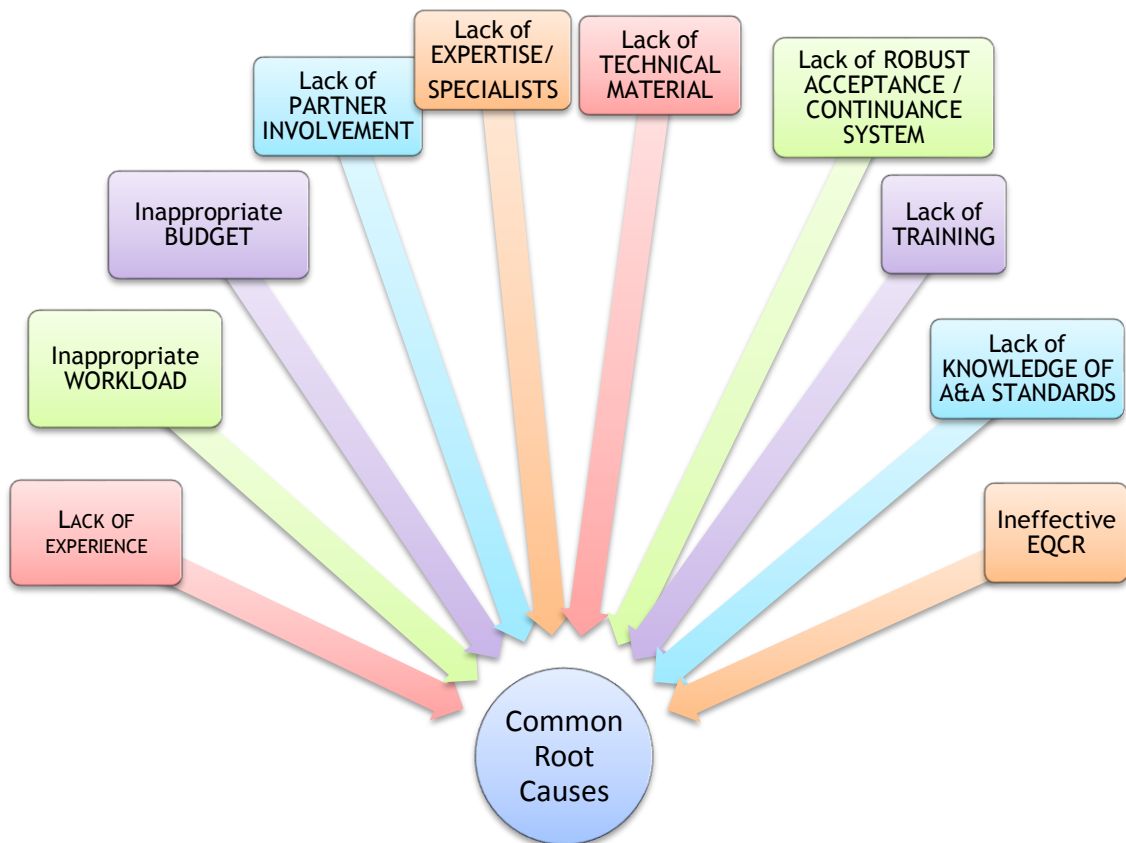 Lack of
EXPERTISE/
SPECIALISTS
Lack of
TECHNICAL
MATERIAL
Lack of ROBUST
ACCEPTANCE /
CONTINUANCE
SYSTEM
Lack of
PARTNER
INVOLVEMENT
Inappropriate
BUDGET
Lack of
TRAINING
Inappropriate
WORKLOAD
Lack of
KNOWLEDGE OF
A&A STANDARDS
LACK OF
EXPERIENCE
Ineffective
EQCR
Common
Root
Causes